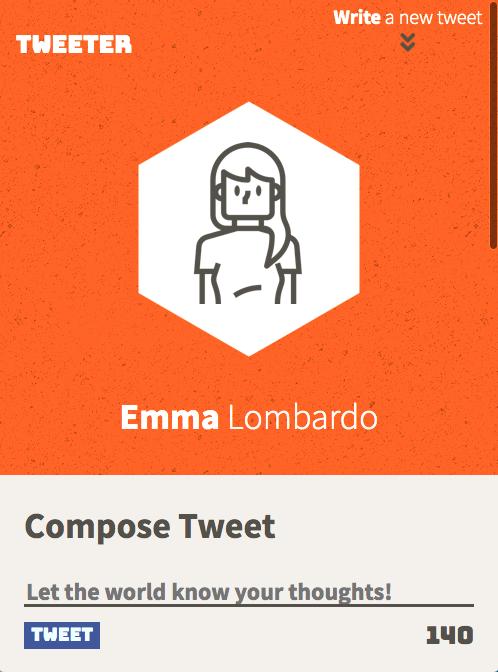 Write a new tweet
TWEETER
Emma Lombardo
Compose Tweet
Let the world know your thoughts!
TWEET 140